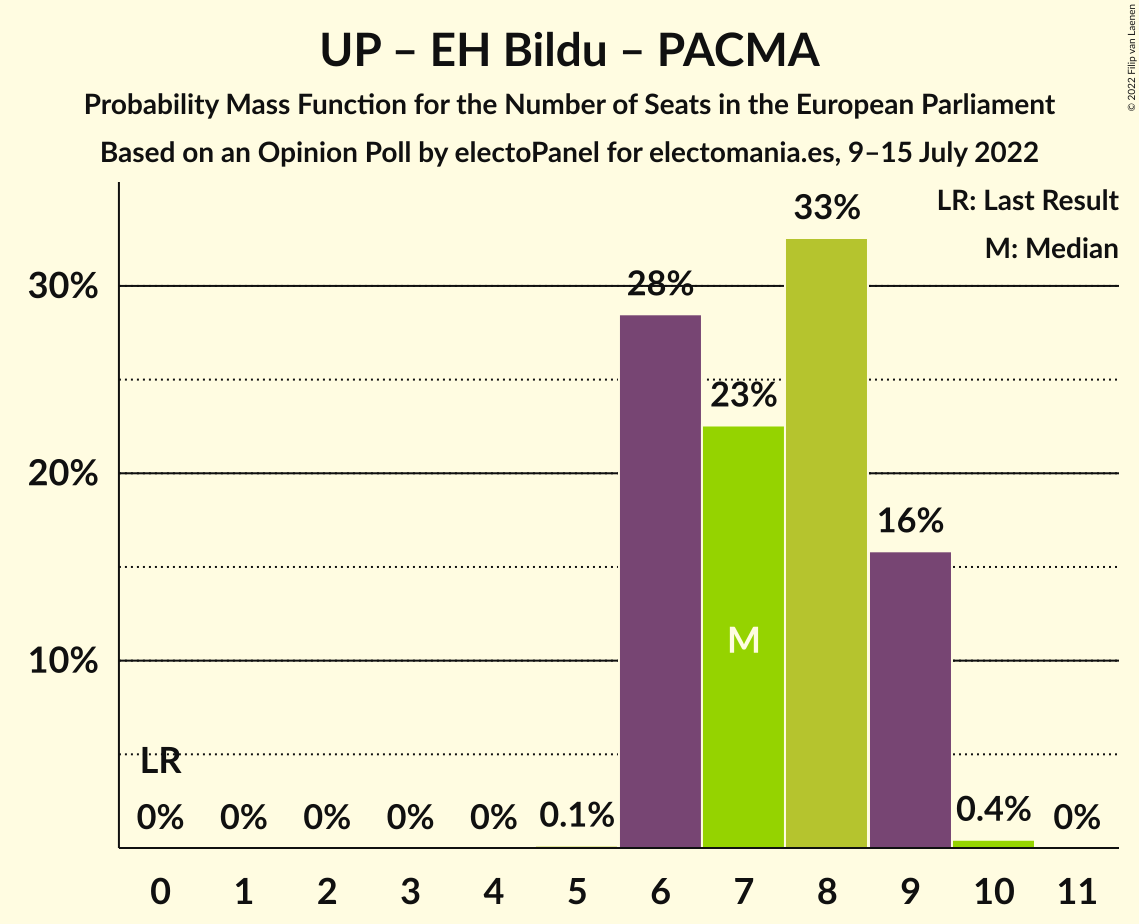 UP – EH Bildu – PACMA
Probability Mass Function for the Number of Seats in the European Parliament
Based on an Opinion Poll by electoPanel for electomania.es, 9–15 July 2022
© 2022 Filip van Laenen
LR: Last Result
M: Median
33%
30%
28%
23%
20%
16%
M
10%
LR
0% 0% 0% 0% 0% 0.1% 0.4% 0%
0 1 2 3 4 5 6 7 8 9 10 11